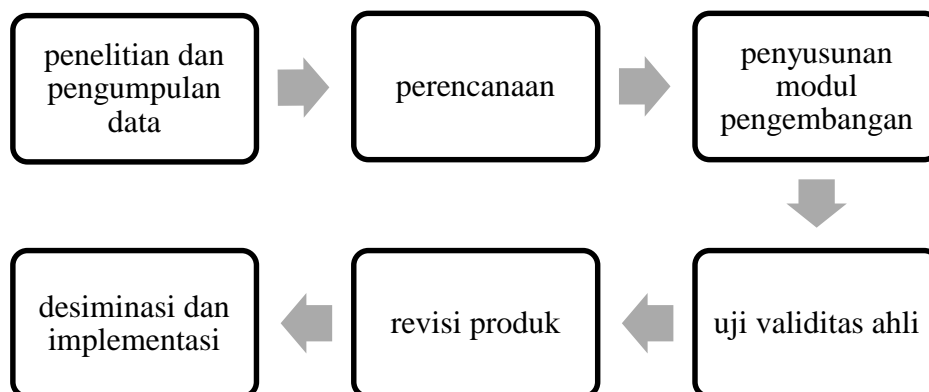 penelitian dan
pengumpulan
data
perencanaan
penyusunan
modul
pengembangan
uji validitas ahli
revisi produk
desiminasi dan
implementasi